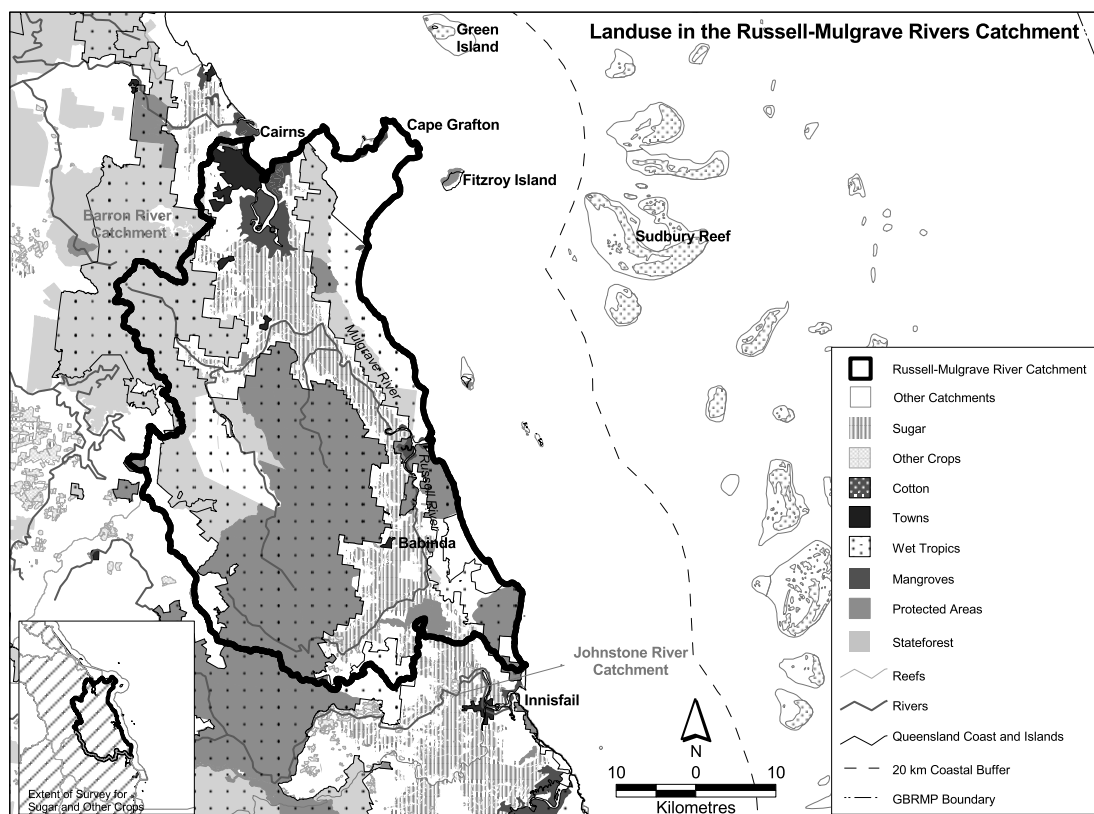 Landuse in the Russell-Mulgrave Rivers Catchment
Green
Island
Cairns
Cape Grafton
Fitzroy Island
Barron River
Catchment
Sudbury Reef
Mulgrave River
Russell River
Babinda
Johnstone River
Catchment
Innisfail
Russell-Mulgrave River Catchment
Other Catchments
Sugar
Other Crops
Cotton
Towns
Wet Tropics
Mangroves
Protected Areas
Stateforest
Reefs
Rivers
Queensland Coast and Islands
20 km Coastal Buffer
GBRMP Boundary
N
10 0 10
Kilometres
Extent of Survey for
Sugar and Other Crops